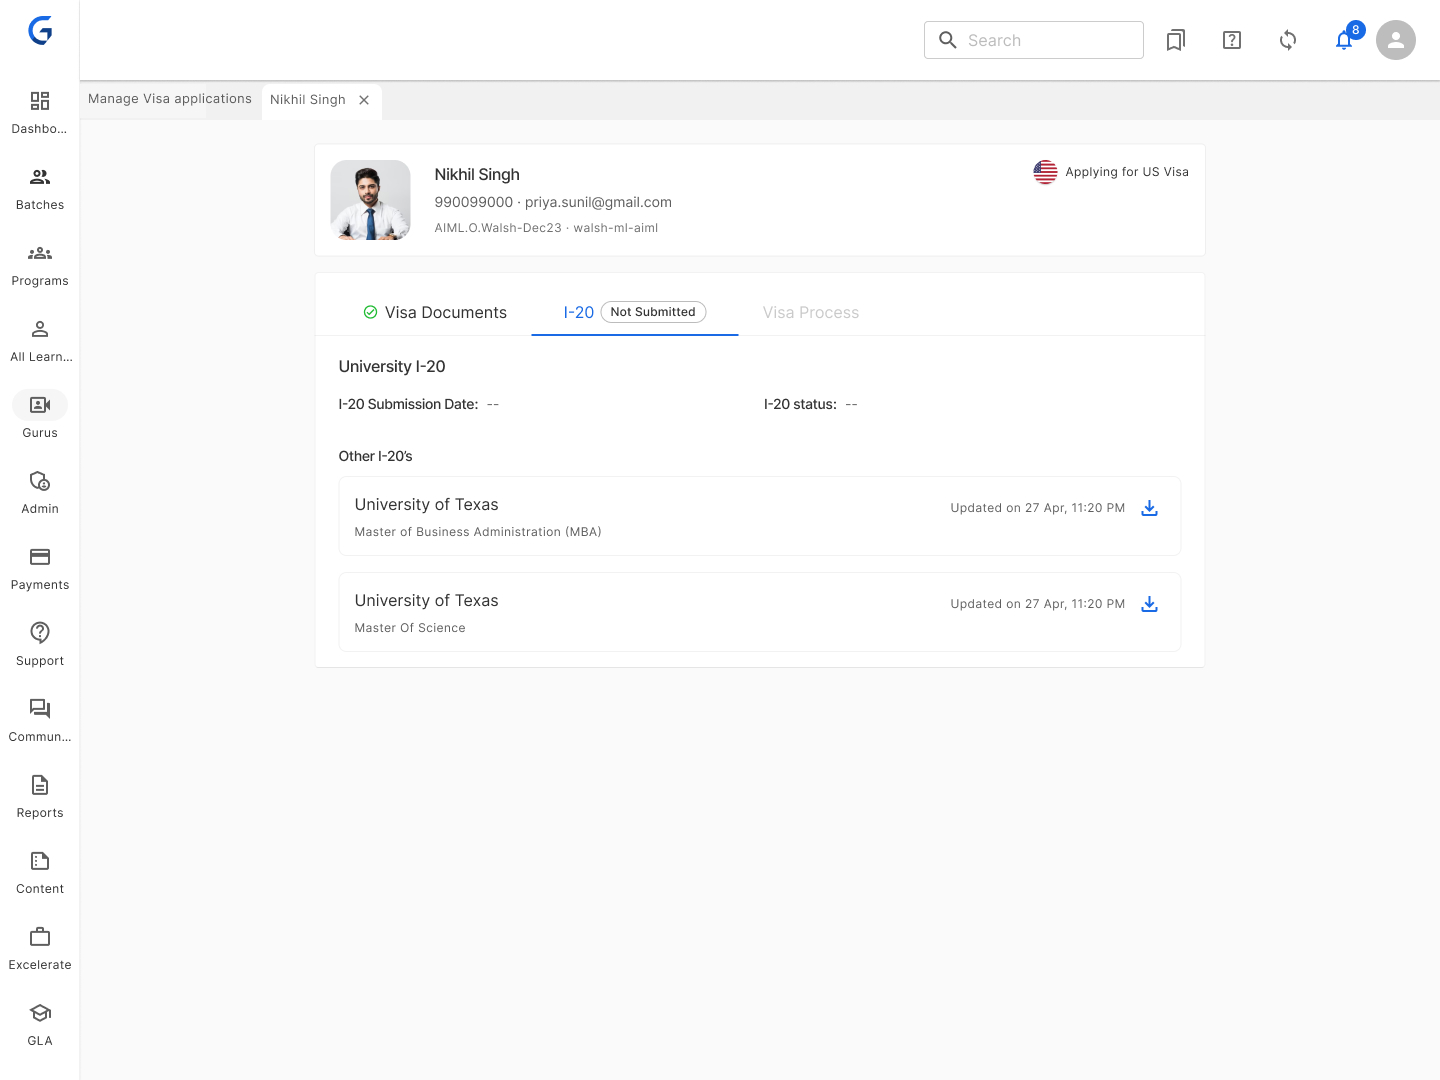 Search
8
Manage Visa applications
Nikhil Singh
Dashbo...
Batches
Programs
All Learn...
Gurus
Admin
Payments
Support
Commun...
Reports
Content
Excelerate
GLA
Nikhil Singh
990099000 · priya.sunil@gmail.com
AIML.O.Walsh-Dec23 · walsh-ml-aiml
Applying for US Visa
Visa Documents
I-20 Not Submitted
Visa Process
University I-20
I-20 Submission Date: --
I-20 status: --
Other I-20’s
University of Texas
Master of Business Administration (MBA)
Updated on 27 Apr, 11:20 PM
University of Texas
Master Of Science
Updated on 27 Apr, 11:20 PM